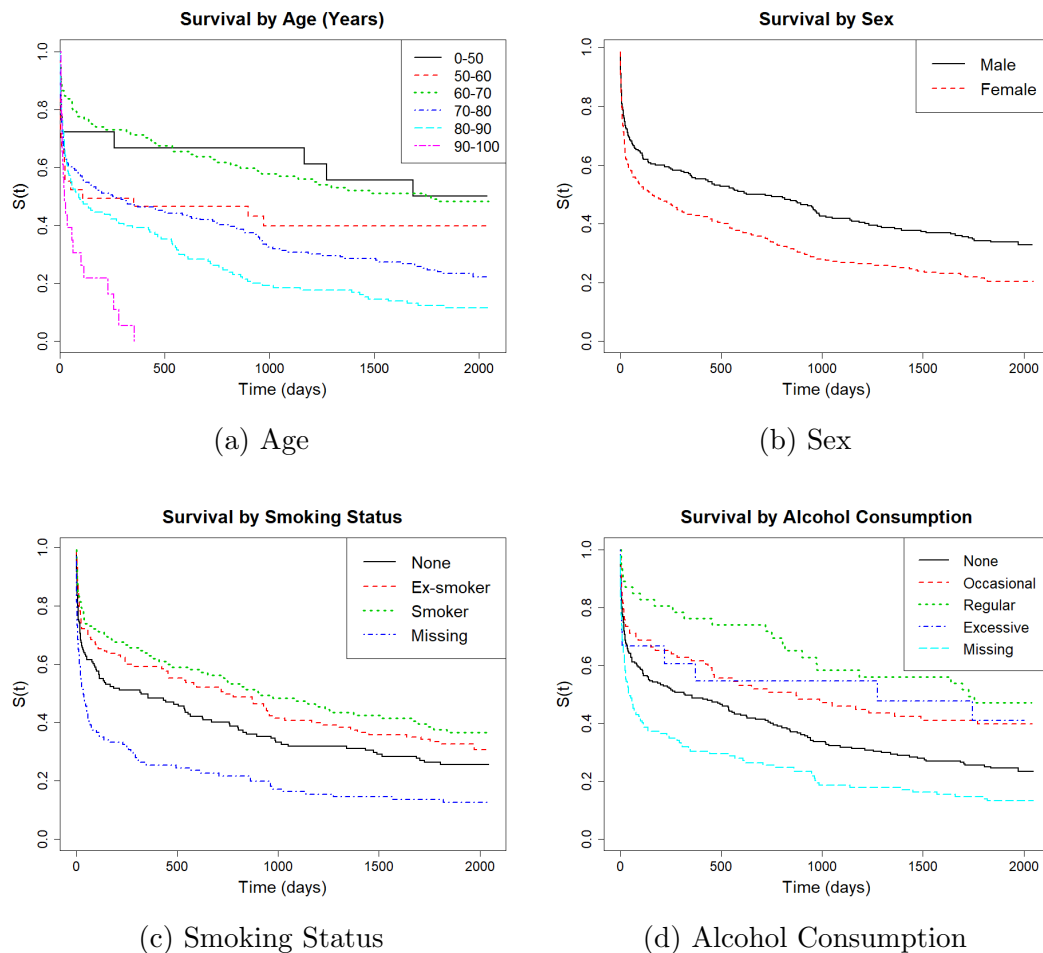 Survival by Age (Years)
S(t)
1.0
0.8
0.6
0.4
0.2
0.0
0-50
50-60
60-70
70-80
80-90
90-100
0 500 1000 1500 2000
Time (days)
(a) Age
Survival by Sex
S(t)
1.0
0.8
0.6
0.4
0.2
0.0
Male
Female
0 500 1000 1500 2000
Time (days)
(b) Sex
Survival by Smoking Status
S(t)
1.0
0.8
0.6
0.4
0.2
0.0
None
Ex-smoker
Smoker
Missing
0 500 1000 1500 2000
Time (days)
(c) Smoking Status
Survival by Alcohol Consumption
S(t)
1.0
0.8
0.6
0.4
0.2
0.0
None
Occasional
Regular
Excessive
Missing
0 500 1000 1500 2000
Time (days)
(d) Alcohol Consumption